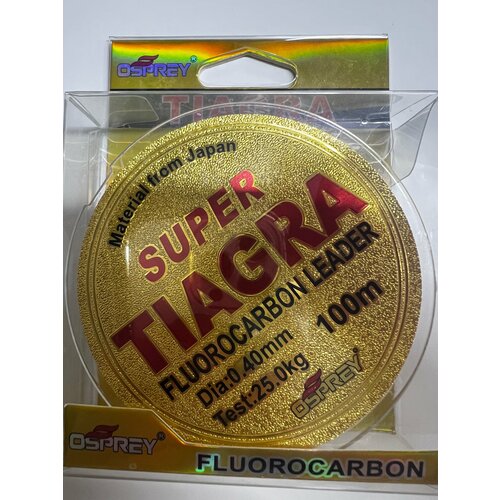 OSPREY®
TIAGRA
Material from Japan
SUPER
TIAGRA
FLUOROCARBON LEADER
Dia:0.40mm
100m
Test:25.0kg
OSPREY
OSPREY®
FLUOROCARBON